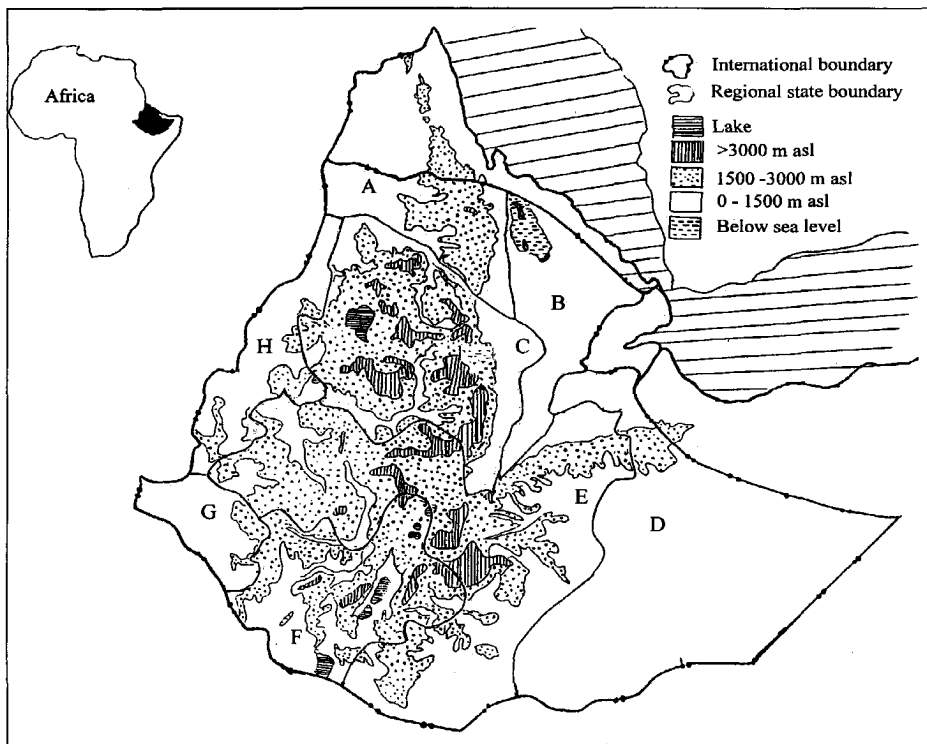 Africa
International boundary
Regional state boundary
Lake
>3000 m asl
1500 -3000 m asl
0 - 1500 m asl
Below sea level
A
B
C
H
E
D
G
F